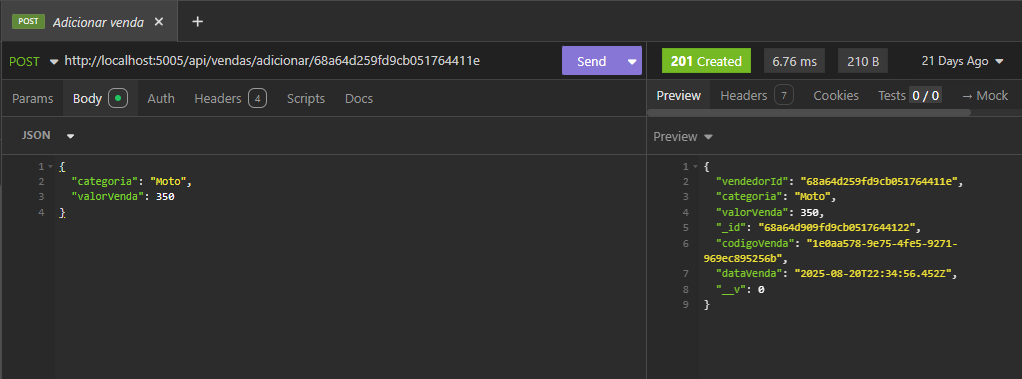 POST Adicionar venda × +
POST http://localhost:5005/api/vendas/adicionar/68a64d259fd9cb051764411e Send
Params Body Auth Headers 4 Scripts Docs
JSON
1 {
2 "categoria": "Moto",
3 "valorVenda": 350
4 }
201 Created 6.76 ms 210 B 21 Days Ago
Preview Headers 7 Cookies Tests 0 / 0 → Mock
Preview
1 {
2 "vendedorId": "68a64d259fd9cb051764411e",
3 "categoria": "Moto",
4 "valorVenda": 350,
5 "_id": "68a64d909fd9cb0517644122",
6 "codigoVenda": "1e0aa578-9e75-4fe5-9271-
969ec895256b",
7 "dataVenda": "2025-08-20T22:34:56.452Z",
8 "__v": 0
9 }